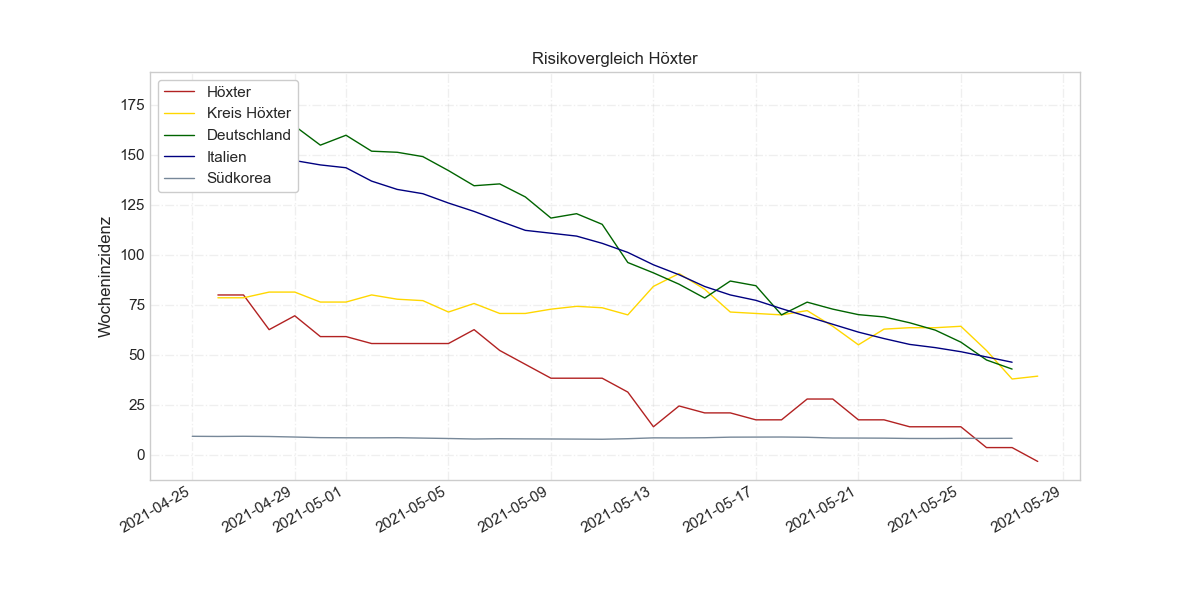 Risikovergleich Höxter
Höxter
Kreis Höxter
Deutschland
Italien
Südkorea
Wocheninzidenz
175
150
125
100
75
50
25
0
2021-04-25
2021-04-29
2021-05-01
2021-05-05
2021-05-09
2021-05-13
2021-05-17
2021-05-21
2021-05-25
2021-05-29